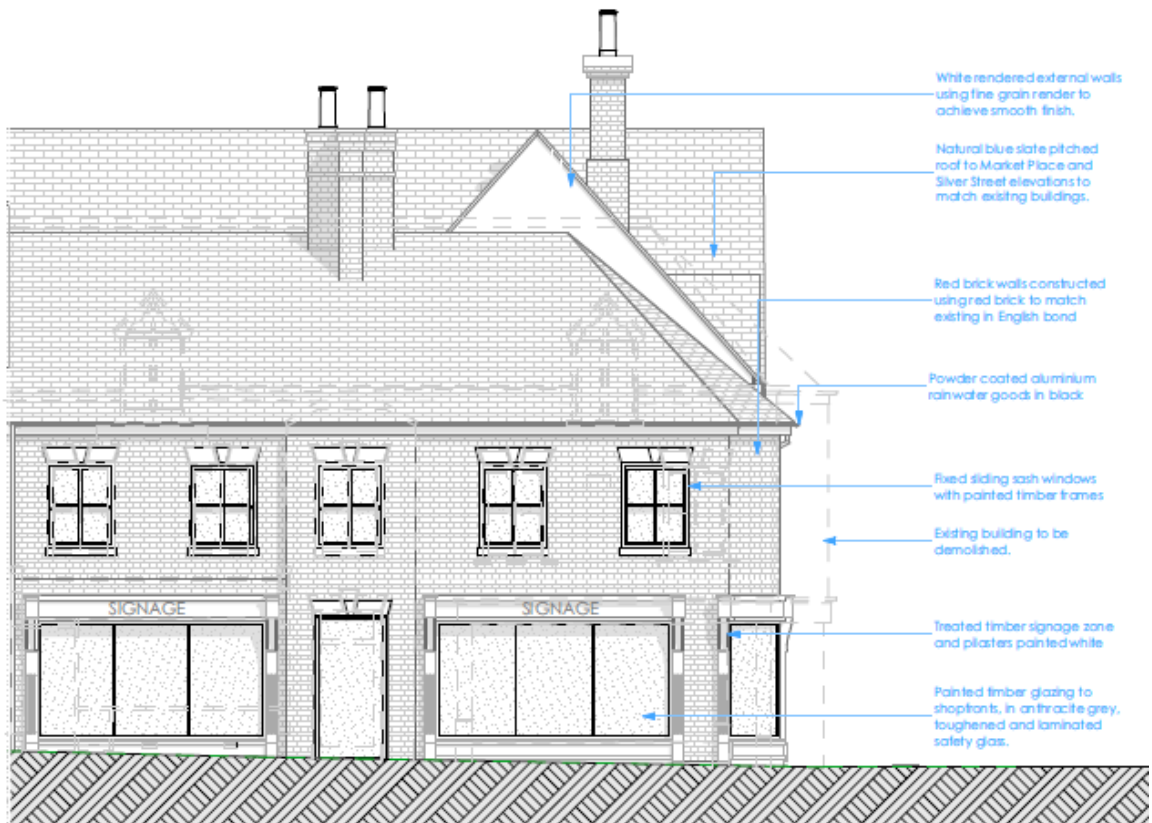 White rendered external walls
using fine grain render to
achieve smooth finish.
Natural blue slate pitched
roof to Market Place and
Silver Street elevations to
match existing buildings.
Red brick walls constructed
using red brick to match
existing in English bond
Powder coated aluminium
rainwater goods in black
Fixed sliding sash windows
with painted timber frames
Existing building to be
demolished.
SIGNAGE
SIGNAGE
Treated timber signage zone
and pilasters painted white
Painted timber glazing to
shopfronts, in anthracite grey,
toughened and laminated
safety glass.